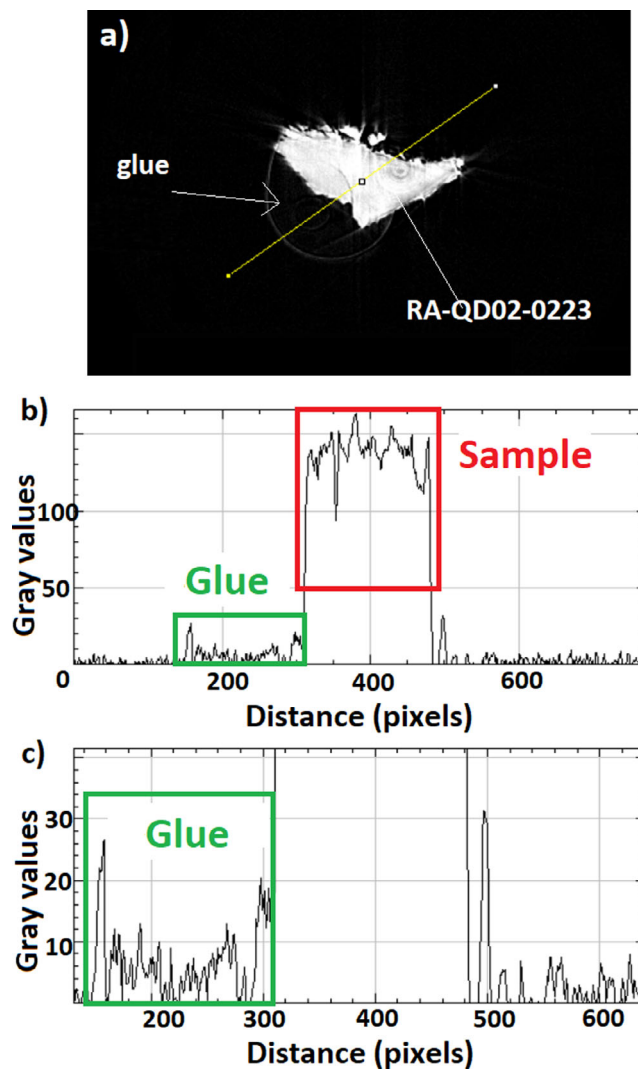 a)
glue
RA-QD02-0223
b)
Sample
100
Gray values
Glue
50
0
200
400
600
Distance (pixels)
c)
30
Glue
Gray values
20
10
200
300
400
500
600
Distance (pixels)